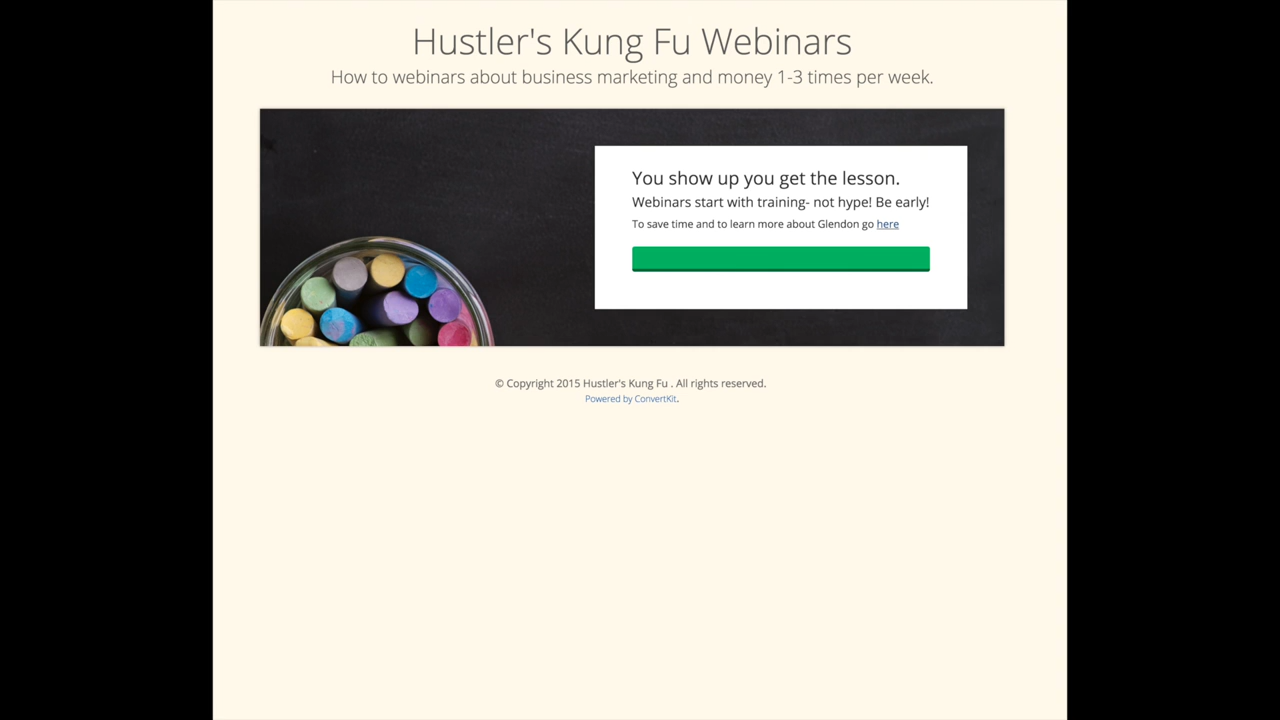 Hustler's Kung Fu Webinars
How to webinars about business marketing and money 1-3 times per week.
You show up you get the lesson.
Webinars start with training- not hype! Be early!
To save time and to learn more about Glendon go here
© Copyright 2015 Hustler's Kung Fu . All rights reserved.
Powered by ConvertKit.